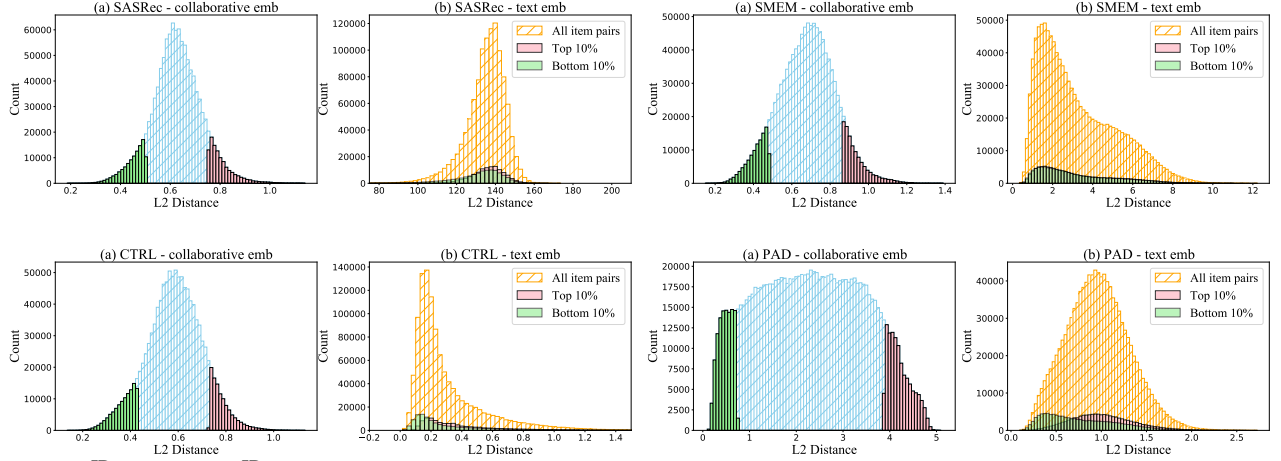 (a) SASRec - collaborative emb
60000
50000
40000
30000
20000
10000
0
Count
0.2 0.4 0.6 0.8 1.0
L2 Distance
(b) SASRec - text emb
120000
100000
80000
60000
40000
20000
0
Count
80 100 120 140 160 180 200
L2 Distance
All item pairs
Top 10%
Bottom 10%
(a) SMEM - collaborative emb
50000
40000
30000
20000
10000
0
Count
0.2 0.4 0.6 0.8 1.0 1.2 1.4
L2 Distance
(b) SMEM - text emb
50000
40000
30000
20000
10000
0
Count
0 2 4 6 8 10 12
L2 Distance
All item pairs
Top 10%
Bottom 10%
(a) CTRL - collaborative emb
50000
40000
30000
20000
10000
0
Count
0.2 0.4 0.6 0.8 1.0
L2 Distance
(b) CTRL - text emb
140000
120000
100000
80000
60000
40000
20000
0
Count
−0.2 0.0 0.2 0.4 0.6 0.8 1.0 1.2 1.4
L2 Distance
All item pairs
Top 10%
Bottom 10%
(a) PAD - collaborative emb
20000
17500
15000
12500
10000
7500
5000
2500
0
Count
0 1 2 3 4 5
L2 Distance
(b) PAD - text emb
40000
30000
20000
10000
0
Count
0.0 0.5 1.0 1.5 2.0 2.5
L2 Distance
All item pairs
Top 10%
Bottom 10%